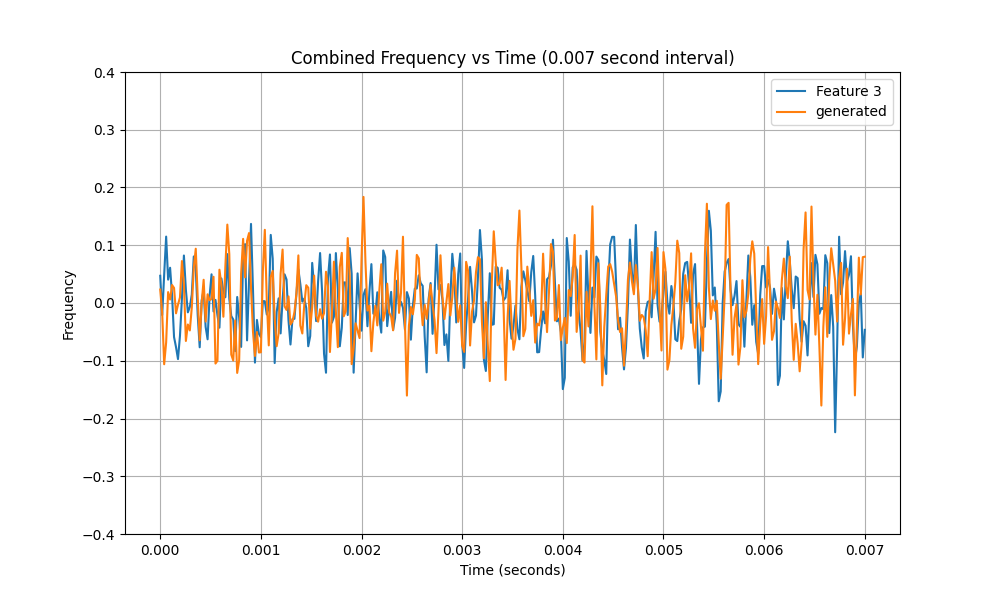 Combined Frequency vs Time (0.007 second interval)
Feature 3
generated
Frequency
0.4
0.3
0.2
0.1
0.0
−0.1
−0.2
−0.3
−0.4
0.000 0.001 0.002 0.003 0.004 0.005 0.006 0.007
Time (seconds)